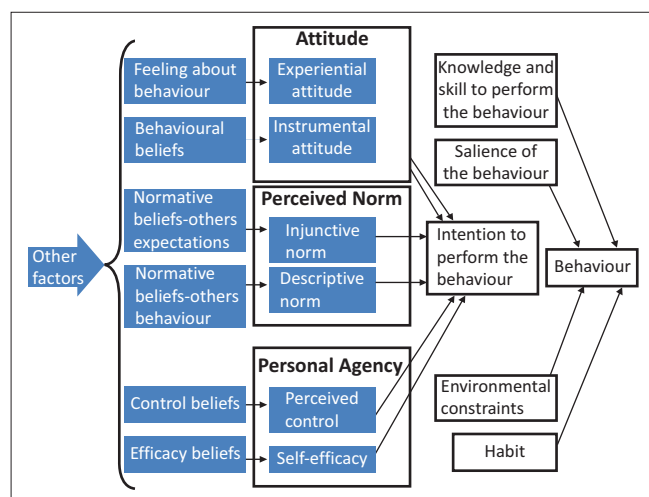 Other
factors
Feeling about
behaviour
Behavioural
beliefs
Normative
beliefs-others
expectations
Normative
beliefs-others
behaviour
Control beliefs
Efficacy beliefs
Attitude
Experiential
attitude
Instrumental
attitude
Perceived Norm
Injunctive
norm
Descriptive
norm
Personal Agency
Perceived
control
Self-efficacy
Intention to
perform the
behaviour
Knowledge and
skill to perform
the behaviour
Salience of
the behaviour
Behaviour
Environmental
constraints
Habit